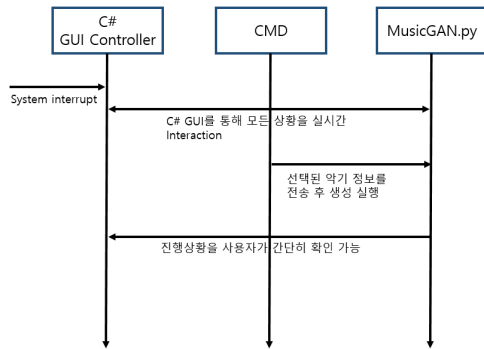 C#
GUI Controller
CMD
MusicGAN.py
System interrupt
C# GUI를 통해 모든 상황을 실시간
Interaction
선택된 악기 정보를
전송 후 생성 실행
진행상황을 사용자가 간단히 확인 가능